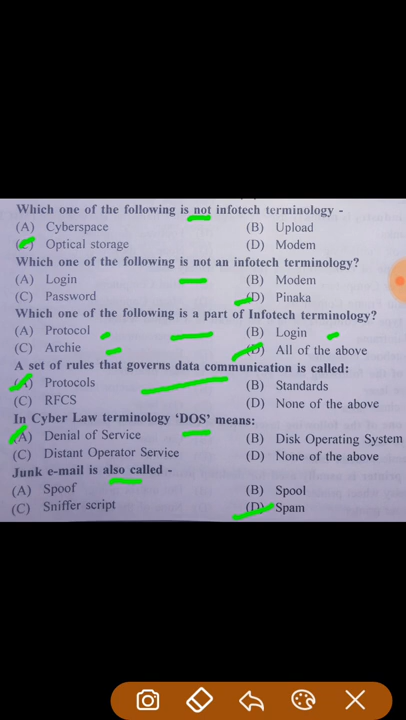 Which one of the following is not infotech terminology -
(A) Cyberspace (B) Upload
(C) Optical storage (D) Modem
Which one of the following is not an infotech terminology?
(A) Login (B) Modem
(C) Password (D) Pinaka
Which one of the following is a part of Infotech terminology?
(A) Protocol (B) Login
(C) Archie (D) All of the above
A set of rules that governs data communication is called:
(A) Protocols (B) Standards
(C) RFCS (D) None of the above
In Cyber Law terminology ‘DOS’ means:
(A) Denial of Service (B) Disk Operating System
(C) Distant Operator Service (D) None of the above
Junk e-mail is also called -
(A) Spoof (B) Spool
(C) Sniffer script (D) Spam